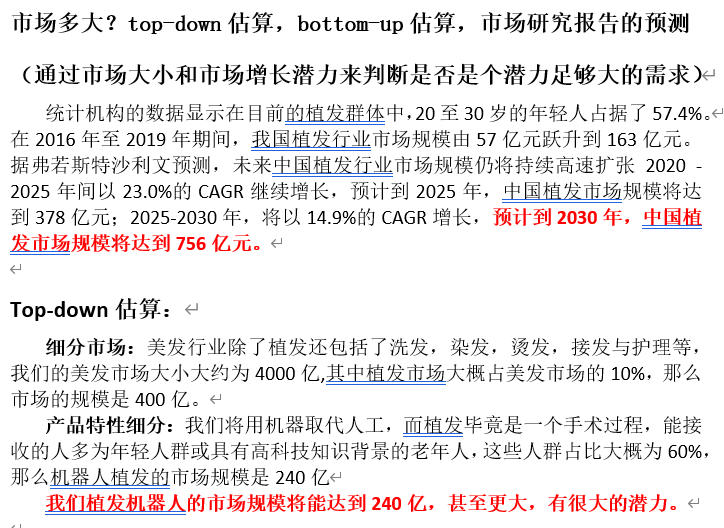 市场多大？top-down 估算，bottom-up 估算，市场研究报告的预测
（通过市场大小和市场增长潜力来判断是否是个潜力足够大的需求）
统计机构的数据显示在目前的植发群体中，20 至 30 岁的年轻人占据了 57.4%。
在 2016 年至 2019 年期间，我国植发行业市场规模由 57 亿元跃升到 163 亿元。
据弗若斯特沙利文预测，未来中国植发行业市场规模仍将持续高速扩张 2020 -
2025 年间以 23.0%的 CAGR 继续增长，预计到 2025 年，中国植发市场规模将达
到 378 亿元；2025-2030 年，将以 14.9%的 CAGR 增长，预计到 2030 年，中国植
发市场规模将达到 756 亿元。
Top-down 估算：
细分市场：美发行业除了植发还包括了洗发，染发，烫发，接发与护理等，
我们的美发市场大小大约为 4000 亿,其中植发市场大概占美发市场的 10%，那么
市场的规模是 400 亿。
产品特性细分：我们将用机器取代人工，而植发毕竟是一个手术过程，能接
收的人多为年轻人群或具有高科技知识背景的老年人，这些人群占比大概为 60%，
那么机器人植发的市场规模是 240 亿
我们植发机器人的市场规模将能达到 240 亿，甚至更大，有很大的潜力。